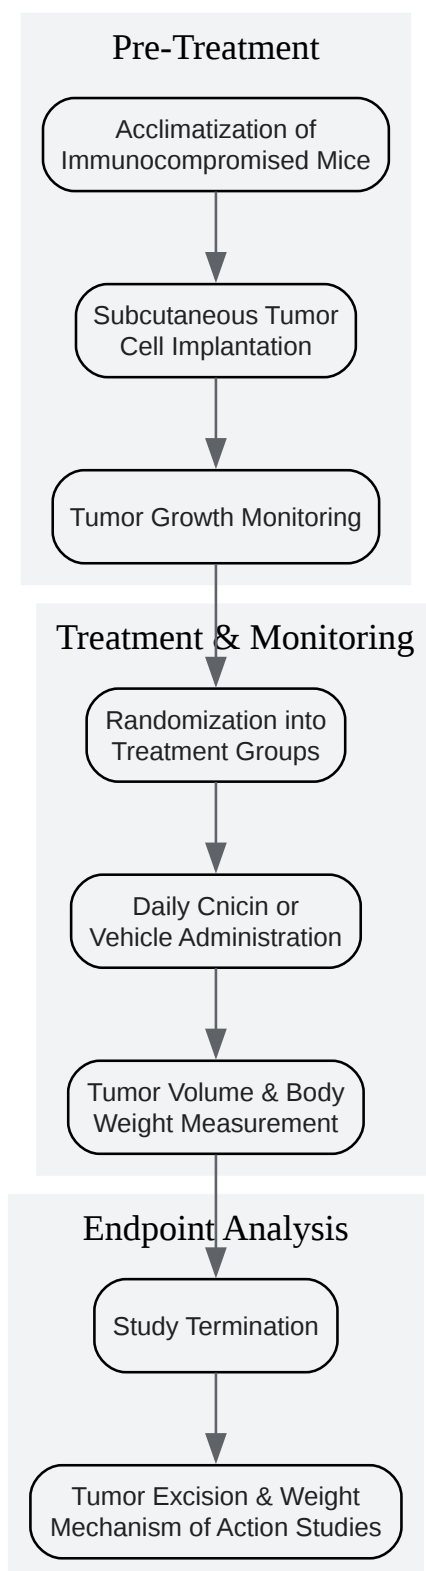 Pre-Treatment
Acclimatization of
Immunocompromised Mice
Subcutaneous Tumor
Cell Implantation
Tumor Growth Monitoring
Treatment & Monitoring
Randomization into
Treatment Groups
Daily Cnicin or
Vehicle Administration
Tumor Volume & Body
Weight Measurement
Endpoint Analysis
Study Termination
Tumor Excision & Weight
Mechanism of Action Studies